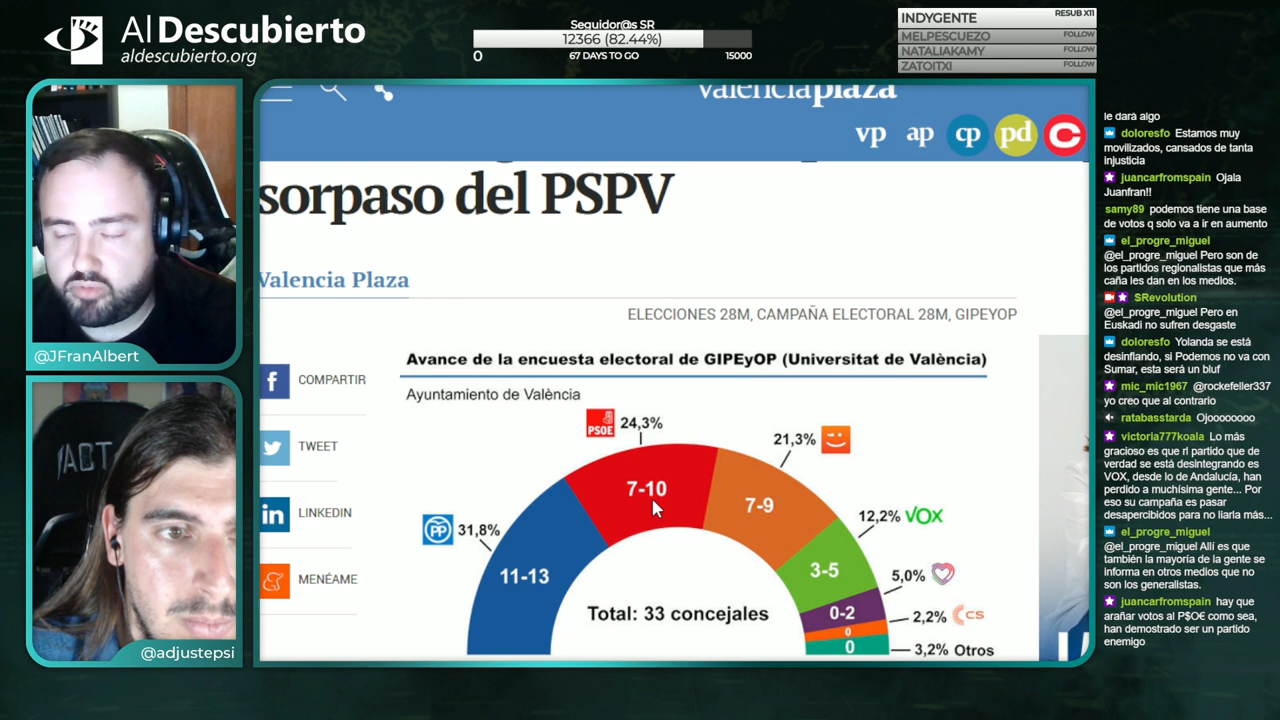 Al Descubierto
aldescubierto.org
Seguidor@s SR
12366 (82.44%)
0
67 DAYS TO GO
15000
INDYGENTE
RESUB X11
MELPESCUEZO
FOLLOW
NATALIAKAMY
FOLLOW
ZATOITXI
FOLLOW
@JFranAlbert
@adjustepsi
valenciaplaza
vp ap cp pd C
sorpaso del PSPV
Valencia Plaza
ELECCIONES 28M, CAMPAÑA ELECTORAL 28M, GIPEYOP
COMPARTIR
TWEET
LINKEDIN
MENÉAME
Avance de la encuesta electoral de GIPEyOP (Universitat de València)
Ayuntamiento de València
PSOE 24,3%
21,3%
PP 31,8%
12,2% VOX
5,0%
2,2% CS
3,2% Otros
7-10
7-9
11-13
3-5
0-2
0
0
Total: 33 concejales
le dará algo
doloresfo Estamos muy
movilizados, cansados de tanta
injusticia
juancarfromspain Ojala
Juanfran!!
samy89 podemos tiene una base
de votos q solo va a ir en aumento
el_progre_miguel
@el_progre_miguel Pero son de
los partidos regionalistas que más
caña les dan en los medios.
SRevolution
@el_progre_miguel Pero en
Euskadi no sufren desgaste
doloresfo Yolanda se está
desinflando, si Podemos no va con
Sumar, esta será un bluf
mic_mic1967 @rockefeller337
yo creo que al contrario
ratabasstarda Ojooooooo
victoria777koala Lo más
gracioso es que rl partido que de
verdad se está desintegrando es
VOX, desde lo de Andalucía, han
perdido a muchísima gente... Por
eso su campaña es pasar
desapercibidos para no liarla más...
el_progre_miguel
@el_progre_miguel Allí es que
también la mayoría de la gente se
informa en otros medios que no
son los generalistas.
juancarfromspain hay que
arañar votos al P$O€ como sea,
han demostrado ser un partido
enemigo